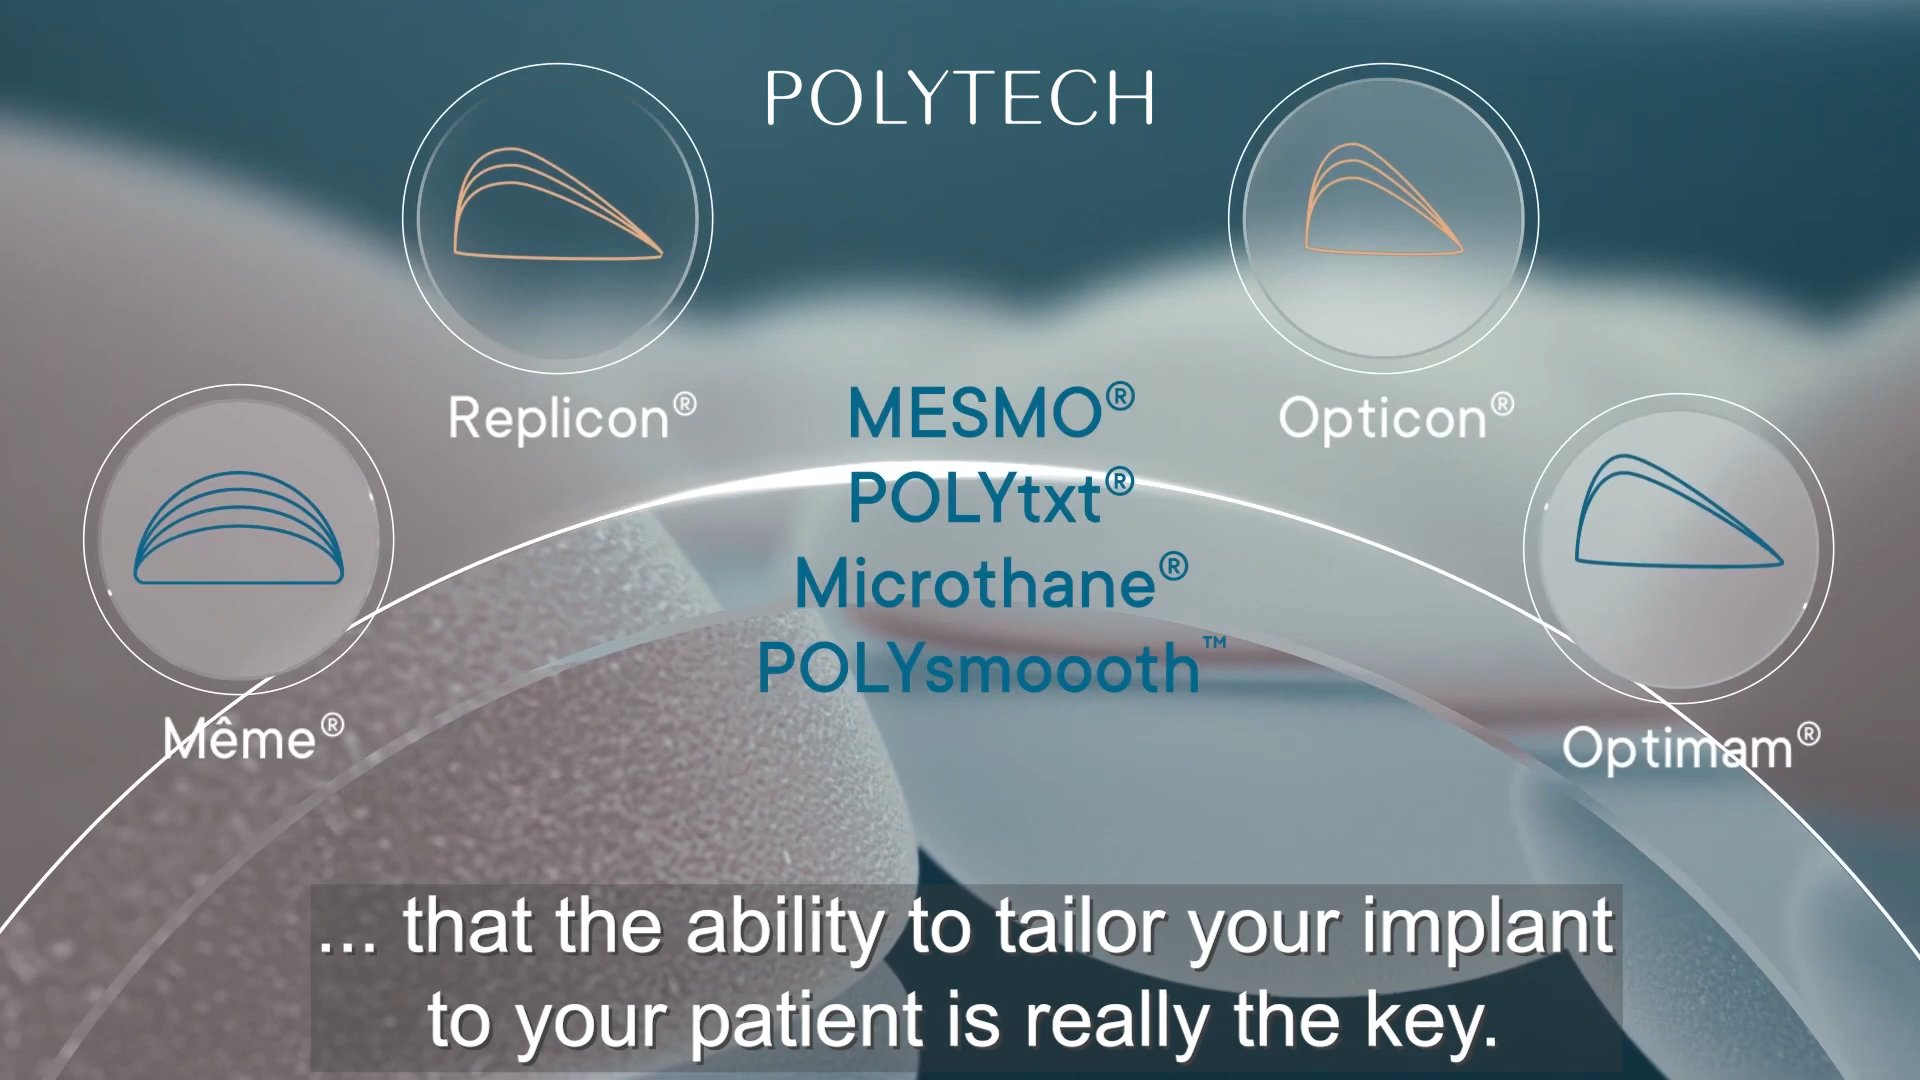 POLYTECH
Replicon®
Opticon®
Même®
Optimam®
MESMO®
POLYtxt®
Microthane®
POLYsmoooth™
... that the ability to tailor your implant
to your patient is really the key.